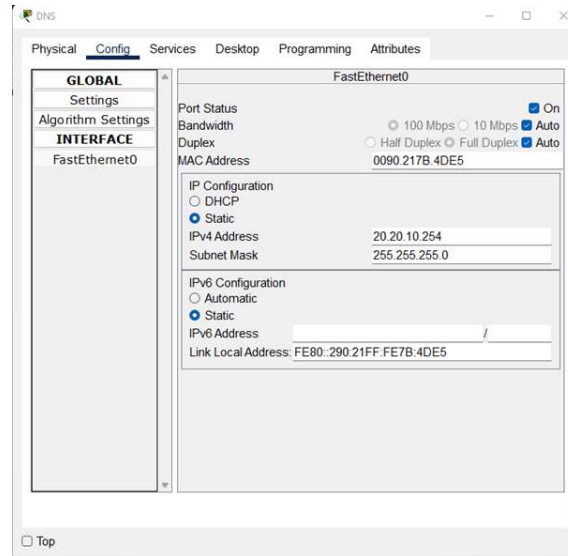 DNS
Physical Config Services Desktop Programming Attributes
GLOBAL
Settings
Algorithm Settings
INTERFACE
FastEthernet0
FastEthernet0
Port Status On
Bandwidth 100 Mbps 10 Mbps Auto
Duplex Half Duplex Full Duplex Auto
MAC Address 0090.217B.4DE5
IP Configuration
DHCP
Static
IPv4 Address 20.20.10.254
Subnet Mask 255.255.255.0
IPv6 Configuration
Automatic
Static
IPv6 Address /
Link Local Address: FE80::290:21FF:FE7B:4DE5
Top